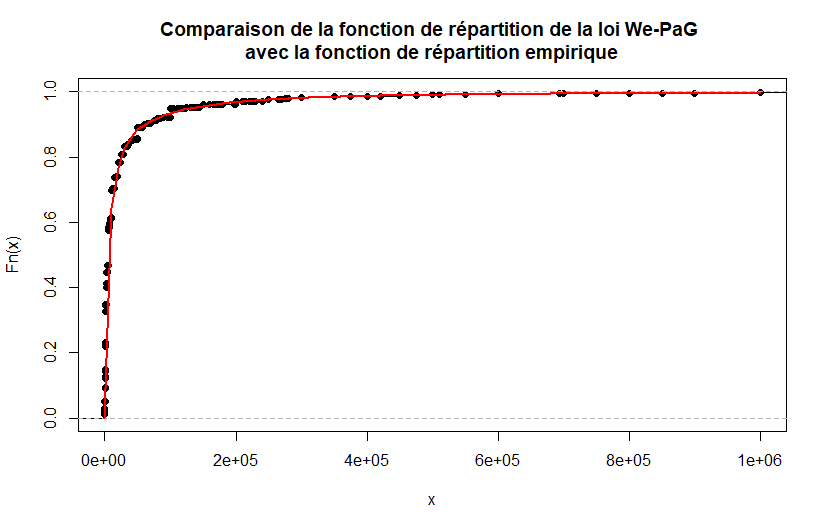 Comparaison de la fonction de répartition de la loi We-PaG
avec la fonction de répartition empirique
Fn(x)
1.0
0.8
0.6
0.4
0.2
0.0
0e+00 2e+05 4e+05 6e+05 8e+05 1e+06
x